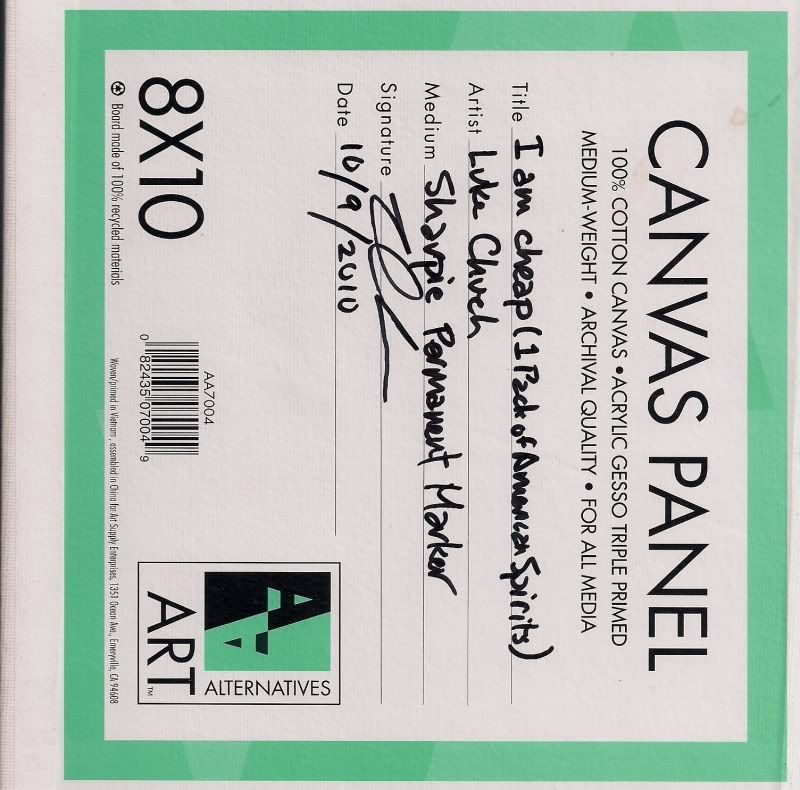 CANVAS PANEL
100% COTTON CANVAS • ACRYLIC GESSO TRIPLE PRIMED
MEDIUM-WEIGHT • ARCHIVAL QUALITY • FOR ALL MEDIA
Title I am cheap (1 Pack of American Spirits)
Artist Luke Chueh
Medium Sharpie Permanent Marker
Signature
Date 10/9/2010
8X10
Board made of 100% recycled materials
AA7004
0 82435 07004 9
Woven/primed in Vietnam, assembled in China for Art Supply Enterprises, 1351 Ocean Ave., Emeryville, CA 94608
AA
ART
ALTERNATIVES
TM